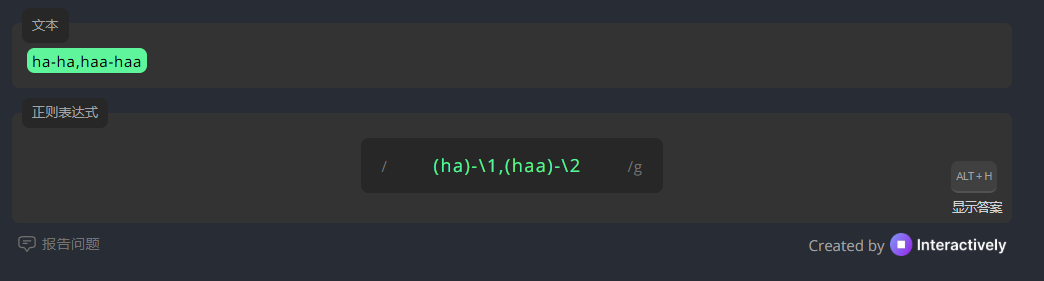 文本
ha-ha,haa-haa
正则表达式
/ (ha)-\1,(haa)-\2 /g
ALT + H
显示答案
报告问题
Created by Interactively